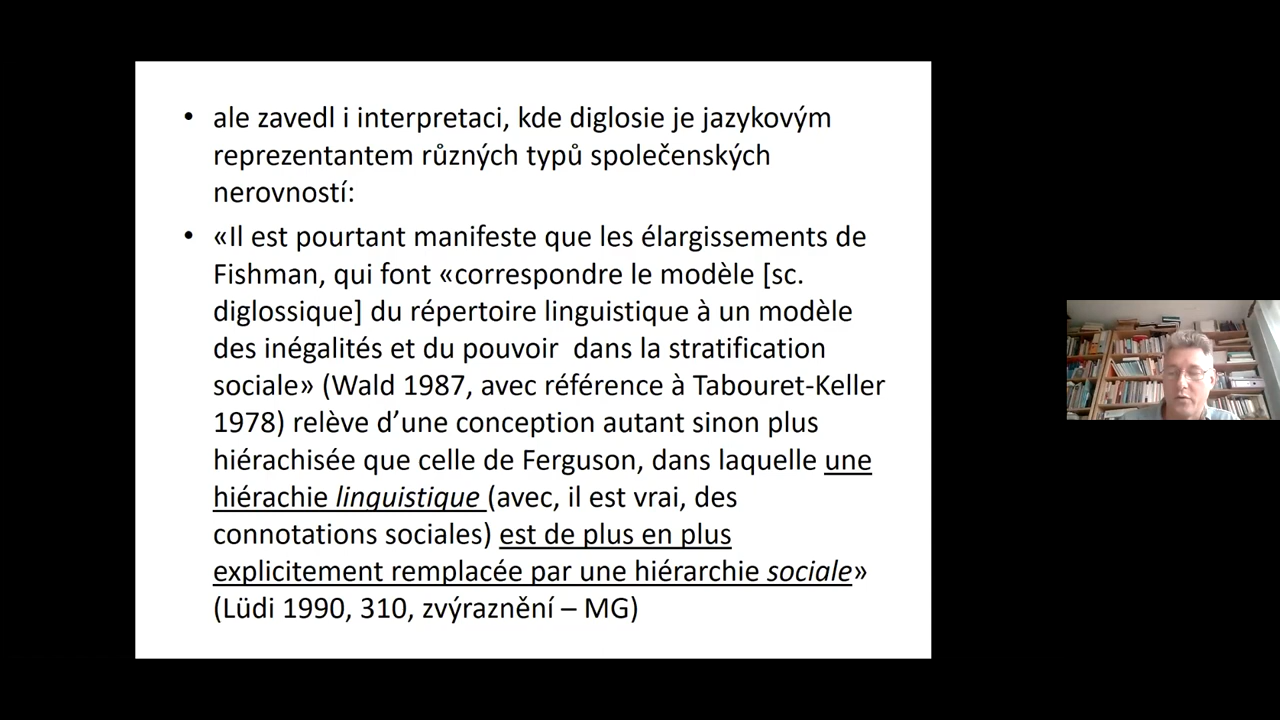 • ale zavedl i interpretaci, kde diglosie je jazykovým
reprezentantem různých typů společenských
nerovností:
• «Il est pourtant manifeste que les élargissements de
Fishman, qui font «correspondre le modèle [sc.
diglossique] du répertoire linguistique à un modèle
des inégalités et du pouvoir  dans la stratification
sociale» (Wald 1987, avec référence à Tabouret-Keller
1978) relève d’une conception autant sinon plus
hiérachisée que celle de Ferguson, dans laquelle une
hiérachie linguistique (avec, il est vrai, des
connotations sociales) est de plus en plus
explicitement remplacée par une hiérarchie sociale»
(Lüdi 1990, 310, zvýraznění – MG)